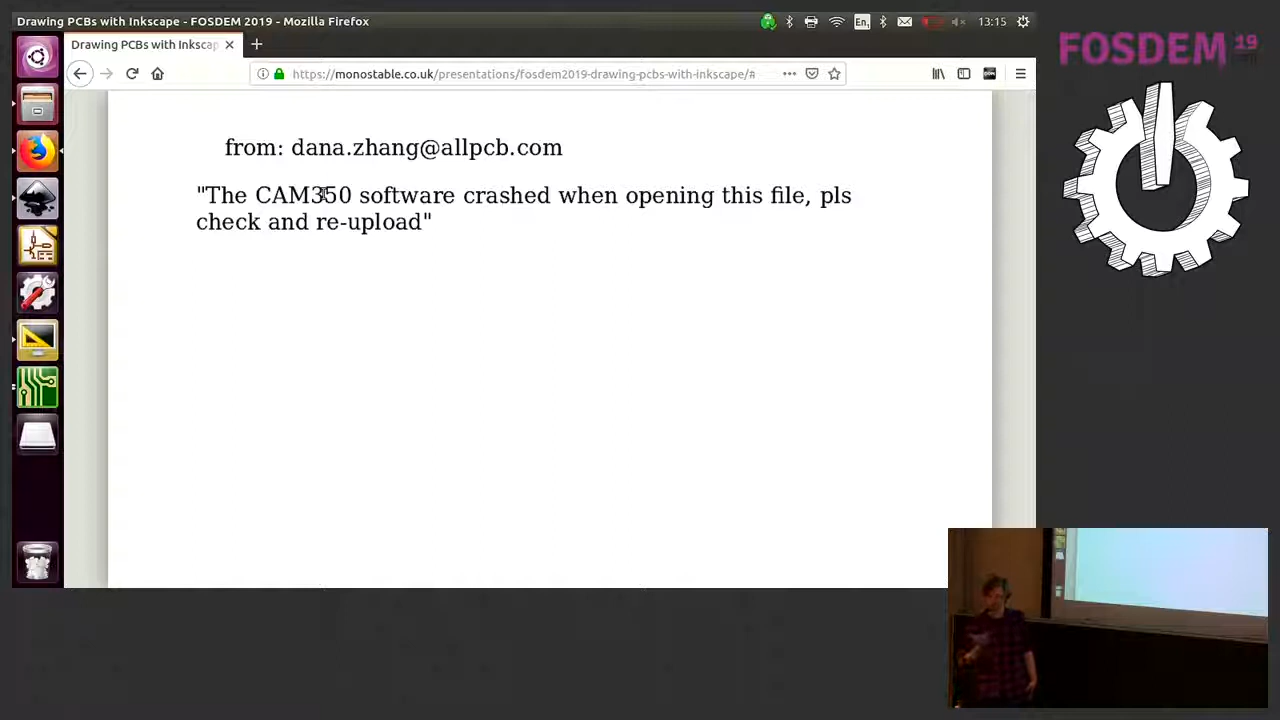 Drawing PCBs with Inkscape - FOSDEM 2019 - Mozilla Firefox
En
13:15
Drawing PCBs with Inkscap
https://monostable.co.uk/presentations/fosdem2019-drawing-pcbs-with-inkscape/#
FOSDEM 19
from: dana.zhang@allpcb.com
"The CAM350 software crashed when opening this file, pls
check and re-upload"